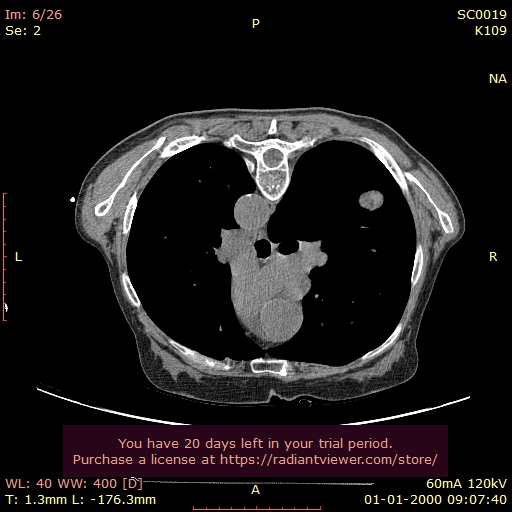 Im: 6/26
Se: 2
P
SC0019
K109
NA
L
R
You have 20 days left in your trial period.
Purchase a license at https://radiantviewer.com/store/
WL: 40 WW: 400 [D]
T: 1.3mm L: -176.3mm
A
60mA 120kV
01-01-2000 09:07:40